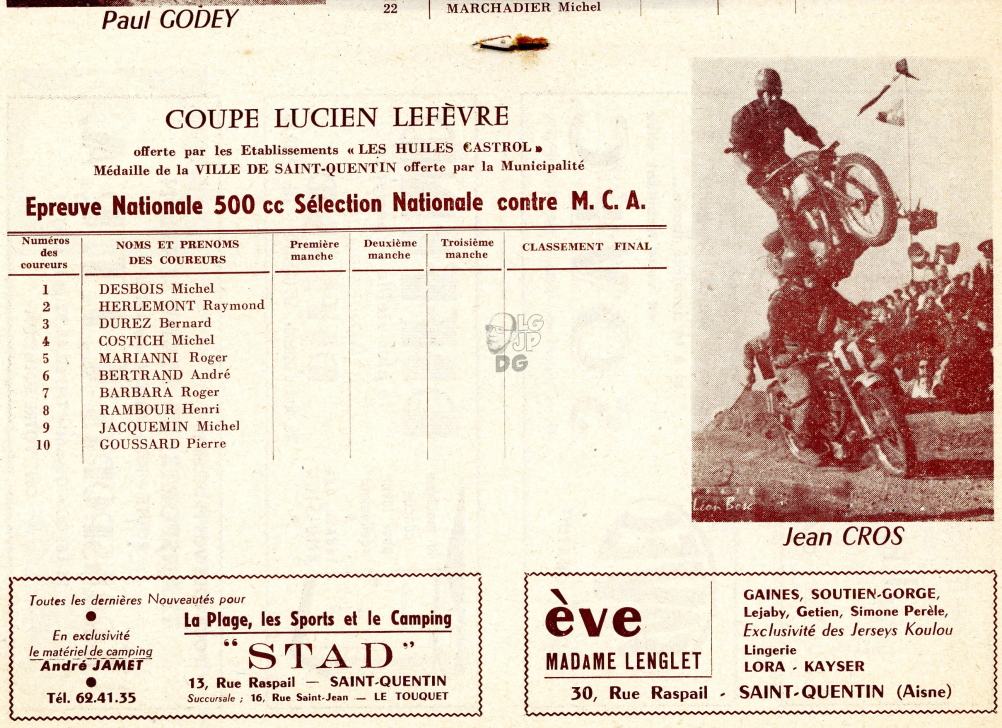 Paul GODEY
22 MARCHADIER Michel
COUPE LUCIEN LEFÈVRE
offerte par les Etablissements « LES HUILES CASTROL »
Médaille de la VILLE DE SAINT-QUENTIN offerte par la Municipalité
Epreuve Nationale 500 cc Sélection Nationale contre M. C. A.
Numéros des coureurs
NOMS ET PRENOMS DES COUREURS
Première manche
Deuxième manche
Troisième manche
CLASSEMENT FINAL
1 DESBOIS Michel
2 HERLEMONT Raymond
3 DUREZ Bernard
4 COSTICH Michel
5 MARIANNI Roger
6 BERTRAND André
7 BARBARA Roger
8 RAMBOUR Henri
9 JACQUEMIN Michel
10 GOUSSARD Pierre
LG
JP
DG
Léon Bosc
Jean CROS
Toutes les dernières Nouveautés pour
En exclusivité
le matériel de camping
André JAMET
Tél. 62.41.35
La Plage, les Sports et le Camping
"STAD"
13, Rue Raspail — SAINT-QUENTIN
Succursale : 16, Rue Saint-Jean — LE TOUQUET
ève
MADAME LENGLET
GAINES, SOUTIEN-GORGE,
Lejaby, Getien, Simone Perèle,
Exclusivité des Jerseys Koulou
Lingerie
LORA - KAYSER
30, Rue Raspail - SAINT-QUENTIN (Aisne)